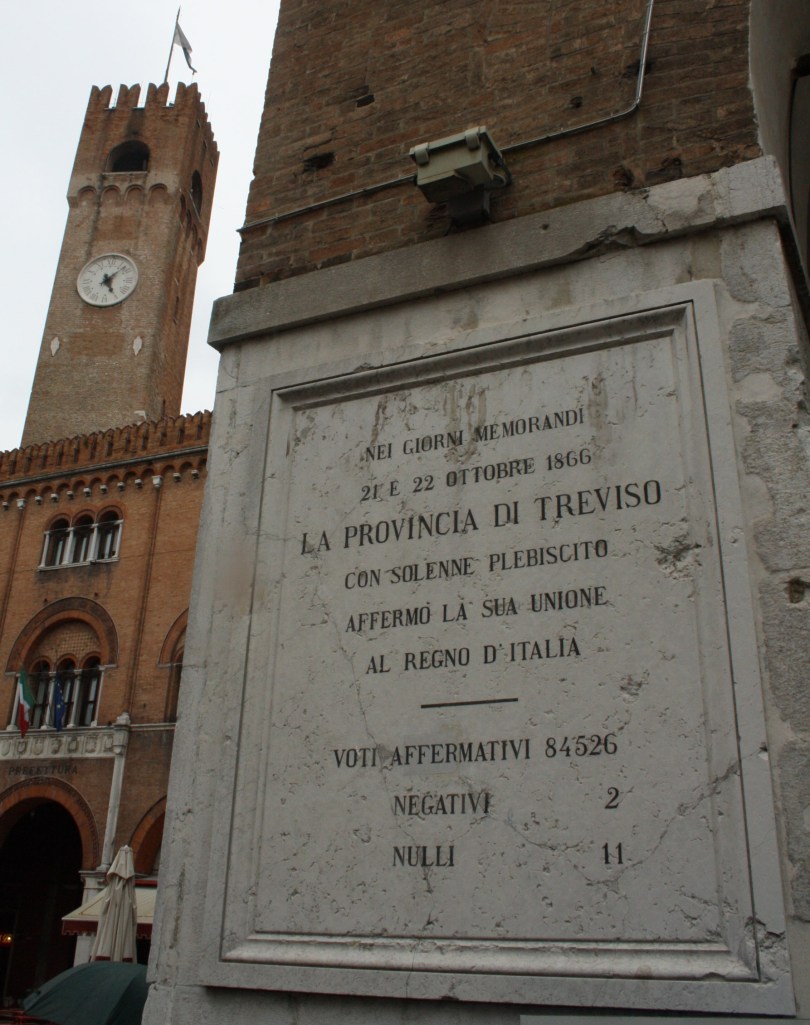 NEI GIORNI MEMORANDI
21 E 22 OTTOBRE 1866
LA PROVINCIA DI TREVISO
CON SOLENNE PLEBISCITO
AFFERMÒ LA SUA UNIONE
AL REGNO D'ITALIA
VOTI AFFERMATIVI 84526
NEGATIVI 2
NULLI 11
PREFETTURA